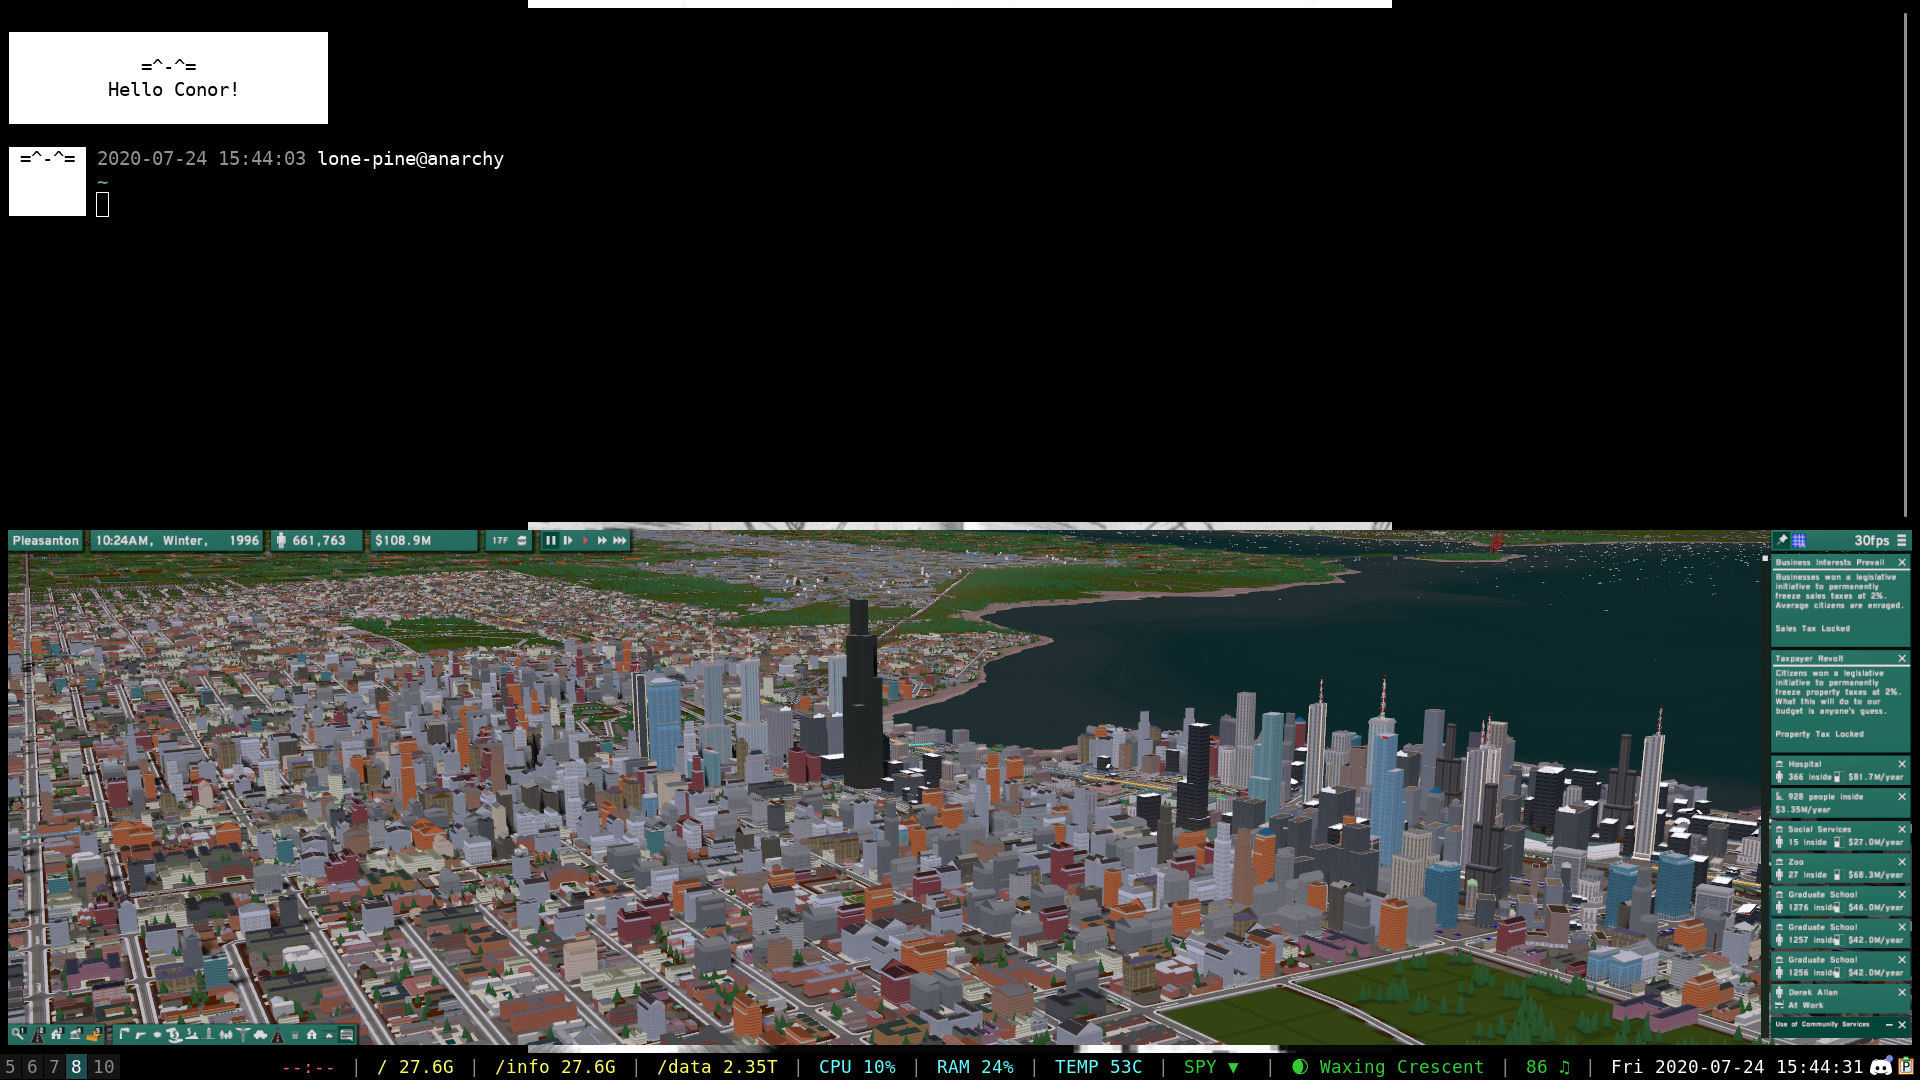 =^-^=
Hello Conor!
=^-^= 2020-07-24 15:44:03 lone-pine@anarchy
~
Pleasanton 10:24AM, Winter, 1996 661,763 $108.9M 17F 30fps
Business Interests Prevail
Businesses won a legislative
initiative to permanently
freeze sales taxes at 2%.
Average citizens are enraged.
Sales Tax Locked
Taxpayer Revolt
Citizens won a legislative
initiative to permanently
freeze property taxes at 2%.
What this will do to our
budget is anyone's guess.
Property Tax Locked
Hospital
366 inside $81.7M/year
928 people inside
$3.35M/year
Social Services
15 inside $27.0M/year
Zoo
27 inside $68.3M/year
Graduate School
1276 inside $46.0M/year
Graduate School
1257 inside $42.0M/year
Graduate School
1256 inside $42.0M/year
Derek Allan
At Work
Use of Community Services
5 6 7 8 10 --:-- | / 27.6G | /info 27.6G | /data 2.35T | CPU 10% | RAM 24% | TEMP 53C | SPY ▼ | Waxing Crescent | 86 ♫ | Fri 2020-07-24 15:44:31